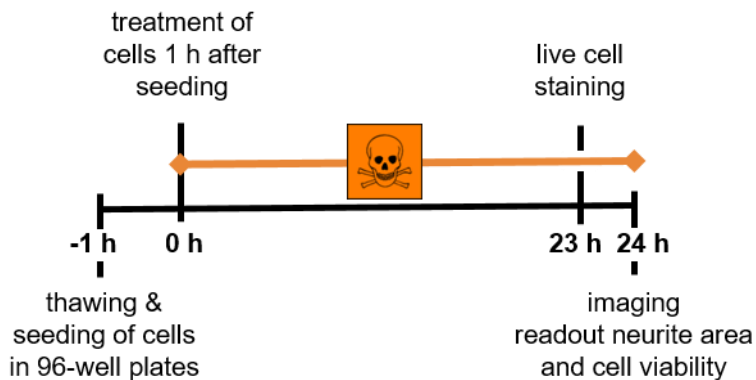 treatment of
cells 1 h after
seeding
live cell
staining
-1 h
0 h
23 h
24 h
thawing &
seeding of cells
in 96-well plates
imaging
readout neurite area
and cell viability